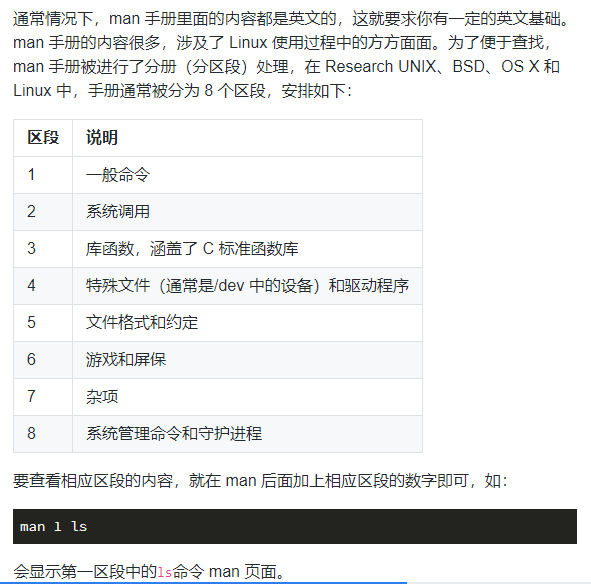 通常情况下，man 手册里面的内容都是英文的，这就要求你有一定的英文基础。
man 手册的内容很多，涉及了 Linux 使用过程中的方方面面。为了便于查找，
man 手册被进行了分册（分区段）处理，在 Research UNIX、BSD、OS X 和
Linux 中，手册通常被分为 8 个区段，安排如下：
区段 说明
1 一般命令
2 系统调用
3 库函数，涵盖了 C 标准函数库
4 特殊文件（通常是/dev 中的设备）和驱动程序
5 文件格式和约定
6 游戏和屏保
7 杂项
8 系统管理命令和守护进程
要查看相应区段的内容，就在 man 后面加上相应区段的数字即可，如：
man 1 ls
会显示第一区段中的ls命令 man 页面。